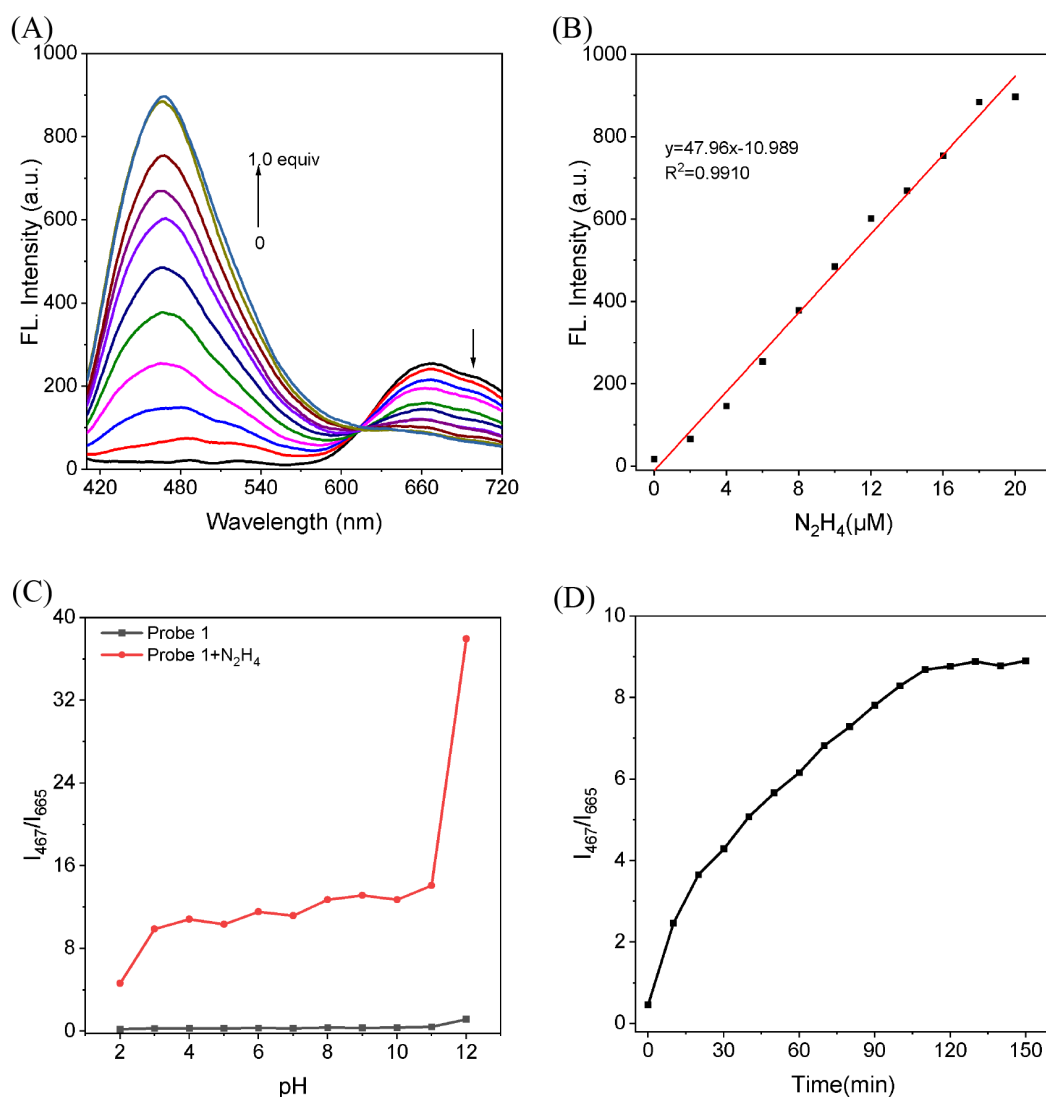 (A)
1000
800
600
400
200
0
FL. Intensity (a.u.)
1.0 equiv
0
420 480 540 600 660 720
Wavelength (nm)
(B)
1000
800
600
400
200
0
FL. Intensity (a.u.)
y=47.96x-10.989
R²=0.9910
0 4 8 12 16 20
N₂H₄(μM)
(C)
40
32
24
16
8
0
I₄₆₇/I₆₆₅
Probe 1
Probe 1+N₂H₄
2 4 6 8 10 12
pH
(D)
10
8
6
4
2
0
I₄₆₇/I₆₆₅
0 30 60 90 120 150
Time(min)